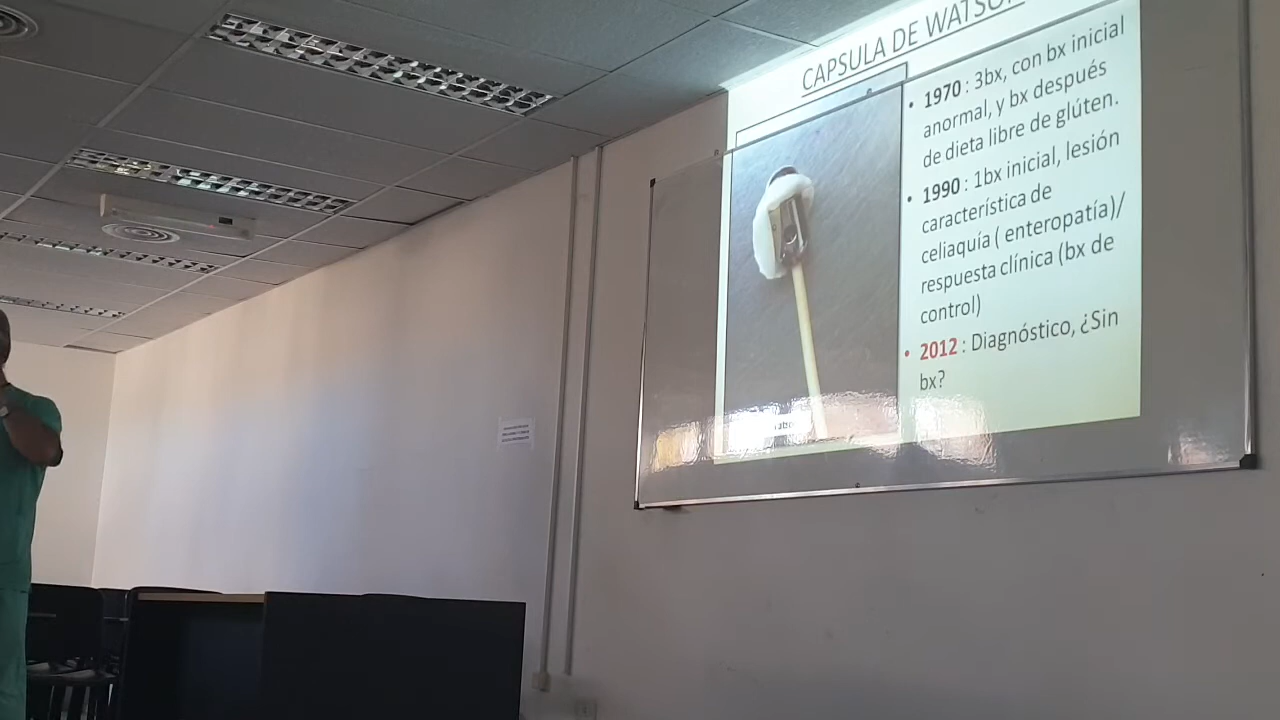 CAPSULA DE WATSON
• 1970 : 3bx, con bx inicial
anormal, y bx después
de dieta libre de glúten.
• 1990 : 1bx inicial, lesión
característica de
celiaquía ( enteropatía)/
respuesta clínica (bx de
control)
• 2012 : Diagnóstico, ¿Sin
bx?